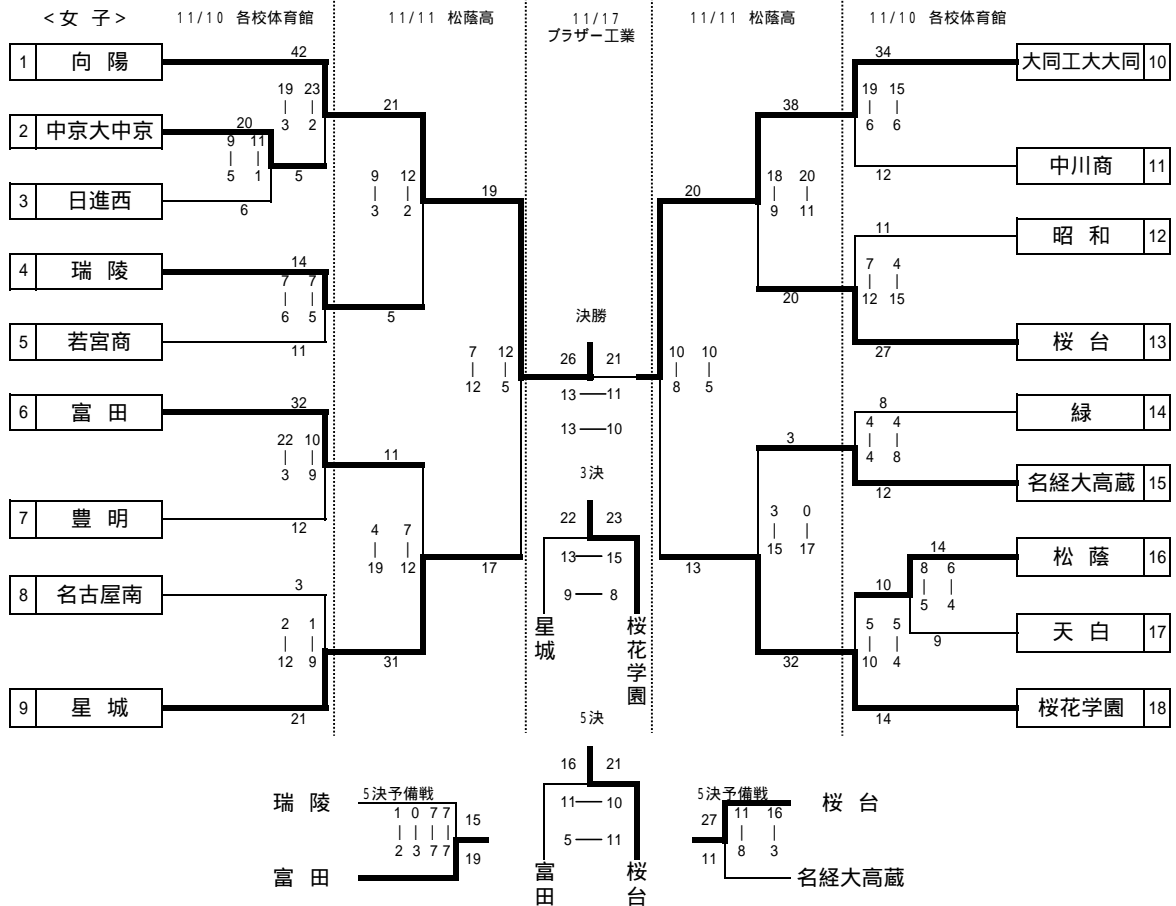 <女 子>
11/10 各校体育館
11/11 松蔭高
11/17
ブラザー工業
11/11 松蔭高
11/10 各校体育館
1 向 陽
42
19 23
| |
3 2
2 中京大中京
20
9 11
| |
5 1
5
3 日進西
6
21
9 12
| |
3 2
4 瑞 陵
14
7 7
| |
6 5
5
5 若宮商
11
19
7 12
| |
12 5
6 富 田
32
22 10
| |
3 9
11
7 豊 明
12
4 7
| |
19 12
17
8 名古屋南
3
2 1
| |
12 9
31
9 星 城
21
決勝
26 21
13 — 11
13 — 10
3決
22 23
13 — 15
9 — 8
星城
桜花学園
5決
16 21
11 — 10
5 — 11
富田
桜台
34
大同工大大同 10
19 15
| |
6 6
38
中川商 11
12
20
18 20
| |
9 11
昭 和 12
11
7 4
| |
12 15
20
桜 台 13
27
10 10
| |
8 5
緑 14
8
4 4
| |
4 8
3
名経大高蔵 15
12
3 0
| |
15 17
13
松 蔭 16
14
8 6
| |
5 4
10
天 白 17
9
5 5
| |
10 4
32
桜花学園 18
14
瑞 陵
5決予備戦
1 0 7 7
| | | |
2 3 7 7
15
19
富 田
5決予備戦
桜 台
27
11 16
| |
8 3
11
名経大高蔵